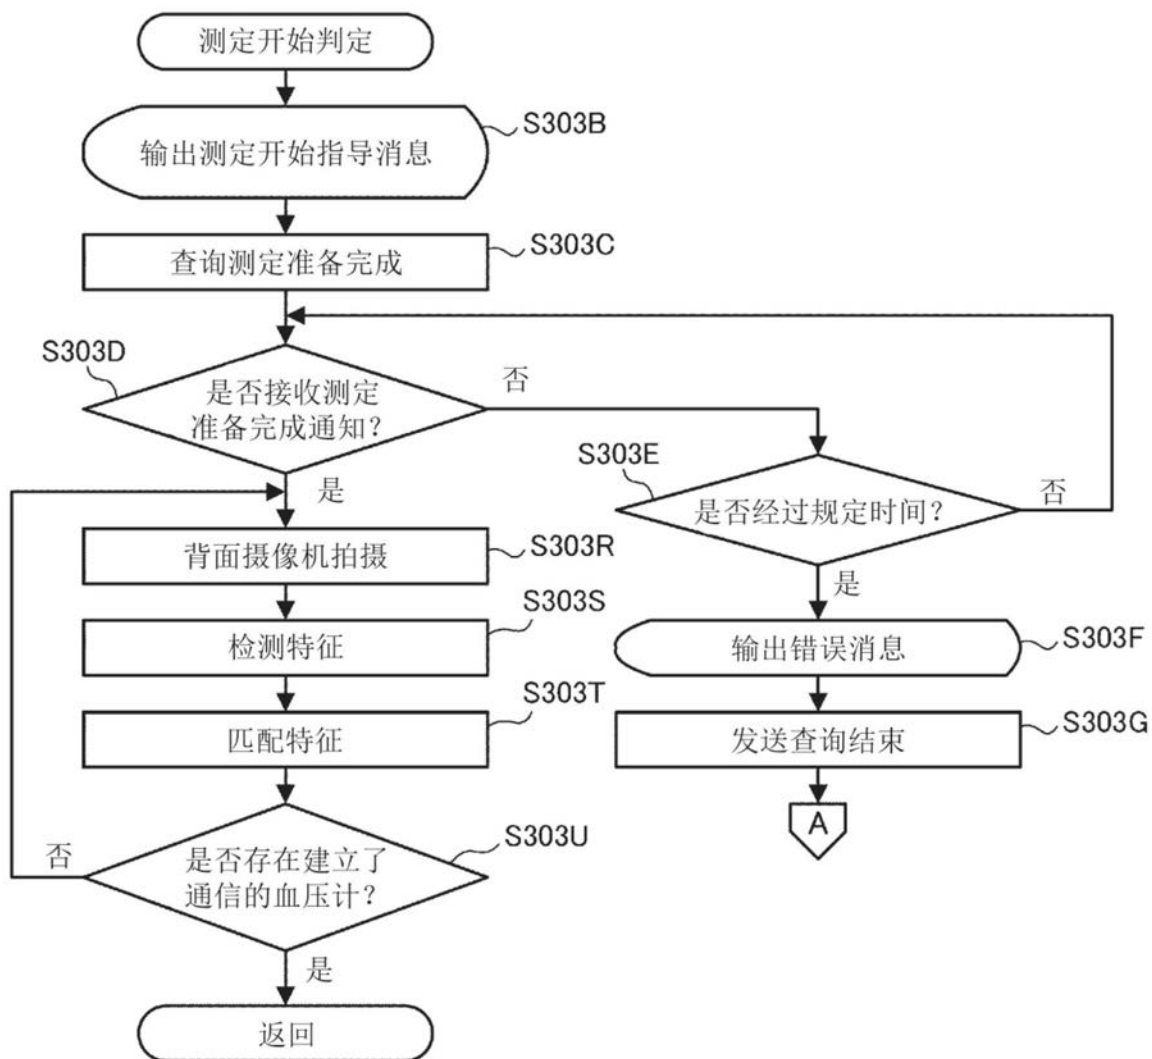 测定开始判定
S303B
输出测定开始指导消息
S303C
查询测定准备完成
S303D
是否接收测定
准备完成通知?
否
是
S303E
是否经过规定时间?
否
是
背面摄像机拍摄
S303R
S303S
检测特征
输出错误消息
S303F
S303T
匹配特征
发送查询结束
S303G
A
是否存在建立了
通信的血压计?
S303U
否
是
返回